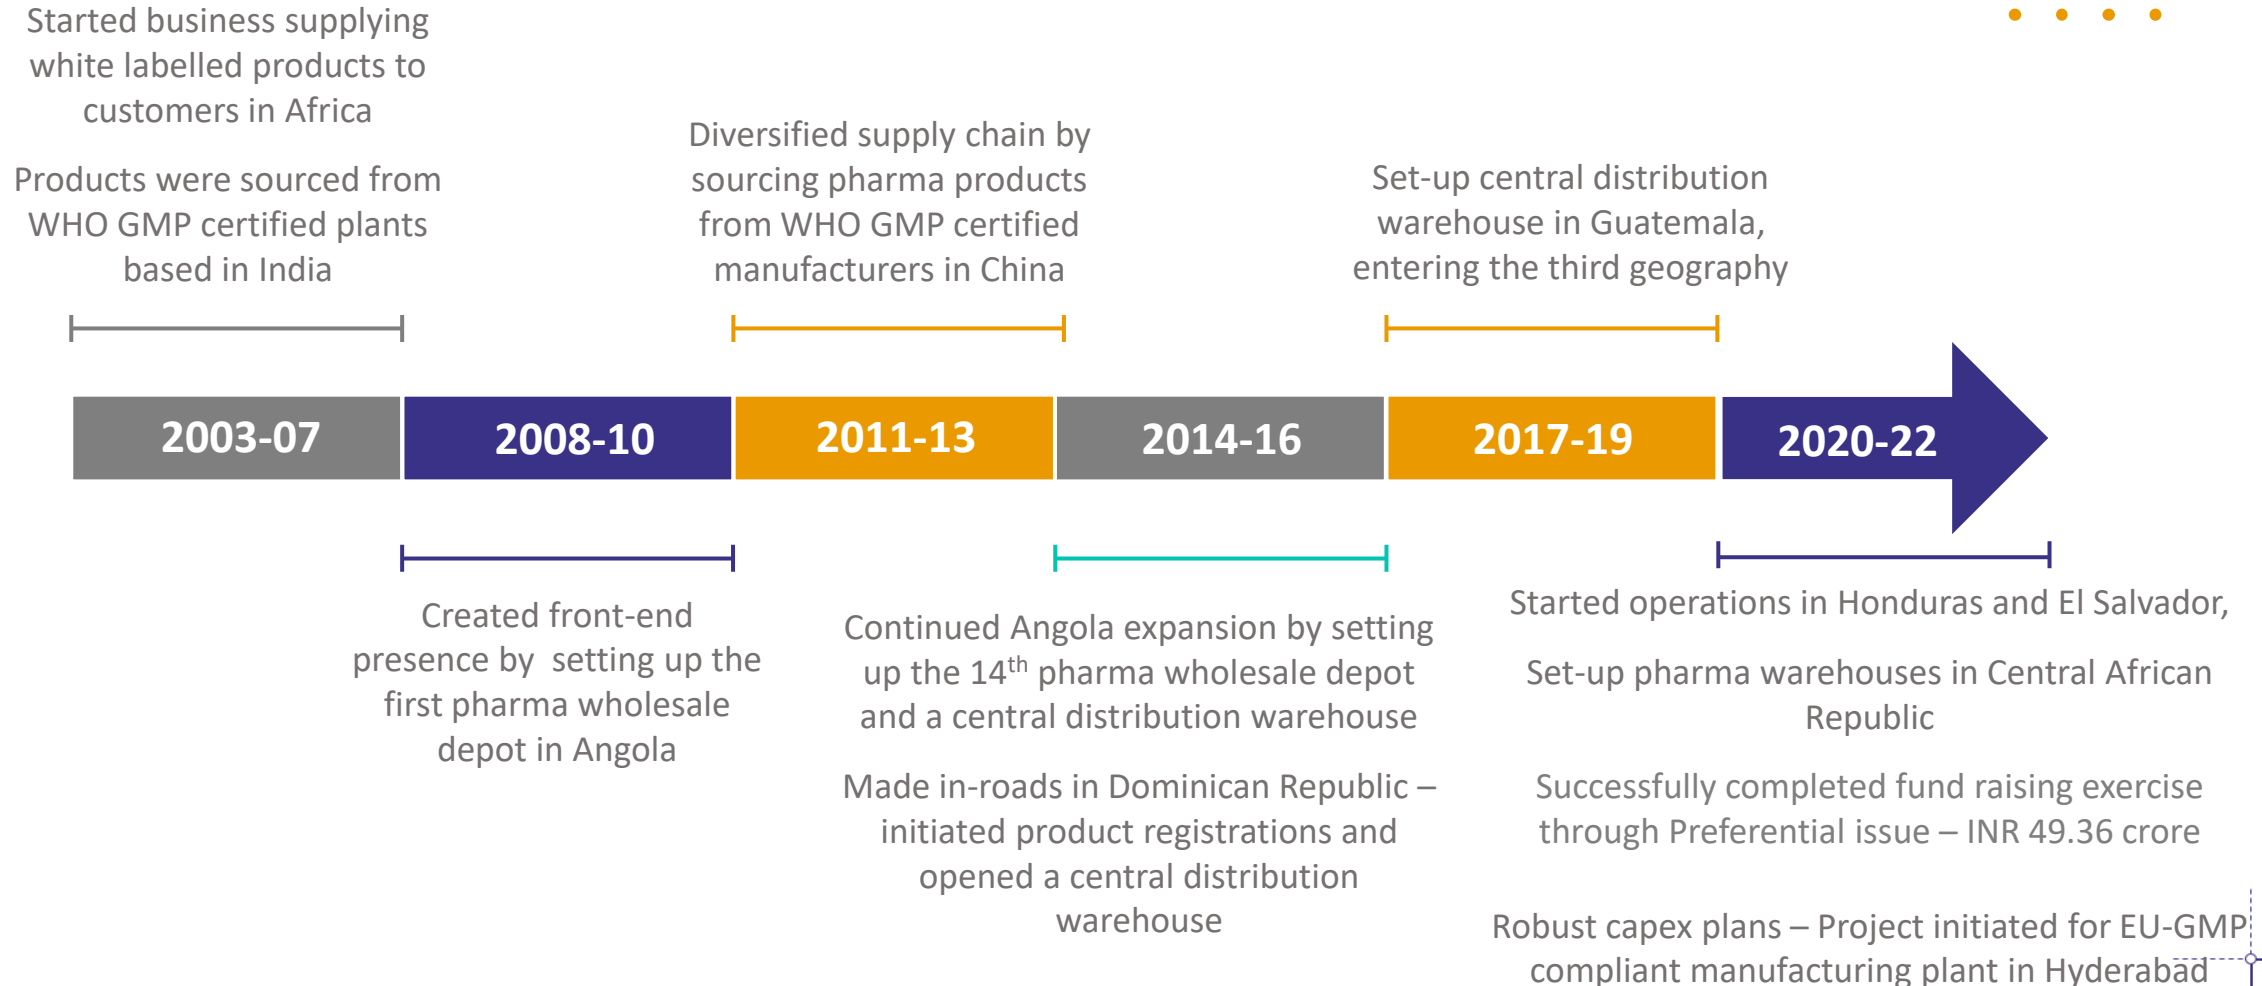 Started business supplying
white labelled products to
customers in Africa
Products were sourced from
WHO GMP certified plants
based in India
Diversified supply chain by
sourcing pharma products
from WHO GMP certified
manufacturers in China
Set-up central distribution
warehouse in Guatemala,
entering the third geography
2003-07
2008-10
2011-13
2014-16
2017-19
2020-22
Created front-end
presence by  setting up the
first pharma wholesale
depot in Angola
Continued Angola expansion by setting
up the 14th pharma wholesale depot
and a central distribution warehouse
Made in-roads in Dominican Republic –
initiated product registrations and
opened a central distribution
warehouse
Started operations in Honduras and El Salvador,
Set-up pharma warehouses in Central African
Republic
Successfully completed fund raising exercise
through Preferential issue – INR 49.36 crore
Robust capex plans – Project initiated for EU-GMP
compliant manufacturing plant in Hyderabad